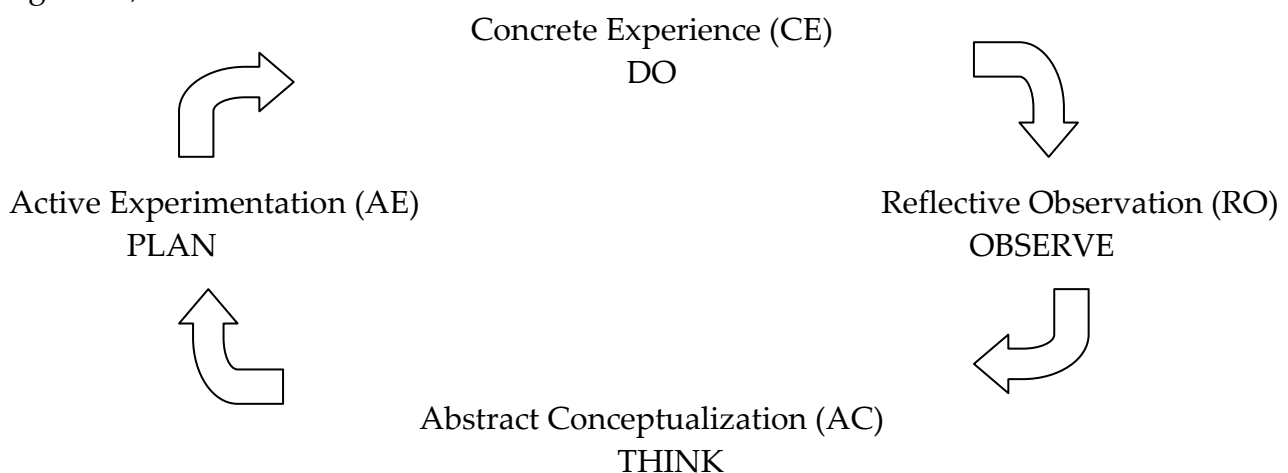 Concrete Experience (CE)
DO
Active Experimentation (AE)
PLAN
Reflective Observation (RO)
OBSERVE
Abstract Conceptualization (AC)
THINK